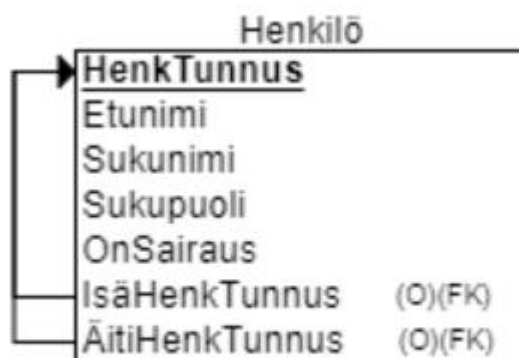 Henkilö
HenkTunnus
Etunimi
Sukunimi
Sukupuoli
OnSairaus
IsäHenkTunnus (O)(FK)
ÄitiHenkTunnus (O)(FK)